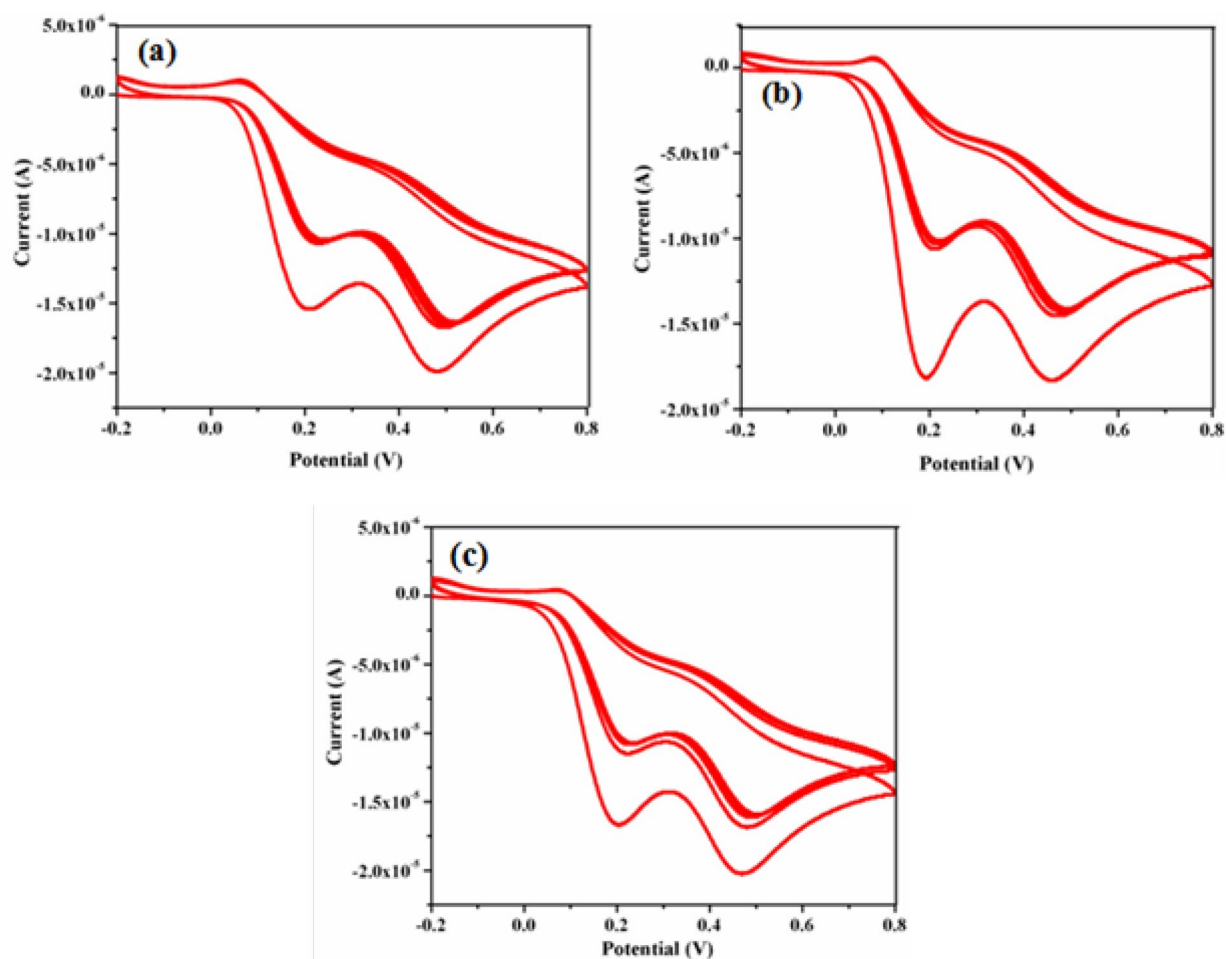 (a)
5.0x10⁻⁶
0.0
-5.0x10⁻⁶
-1.0x10⁻⁵
-1.5x10⁻⁵
-2.0x10⁻⁵
Current (A)
-0.2 0.0 0.2 0.4 0.6 0.8
Potential (V)
(b)
0.0
-5.0x10⁻⁶
-1.0x10⁻⁵
-1.5x10⁻⁵
-2.0x10⁻⁵
Current (A)
-0.2 0.0 0.2 0.4 0.6 0.8
Potential (V)
(c)
5.0x10⁻⁶
0.0
-5.0x10⁻⁶
-1.0x10⁻⁵
-1.5x10⁻⁵
-2.0x10⁻⁵
Current (A)
-0.2 0.0 0.2 0.4 0.6 0.8
Potential (V)